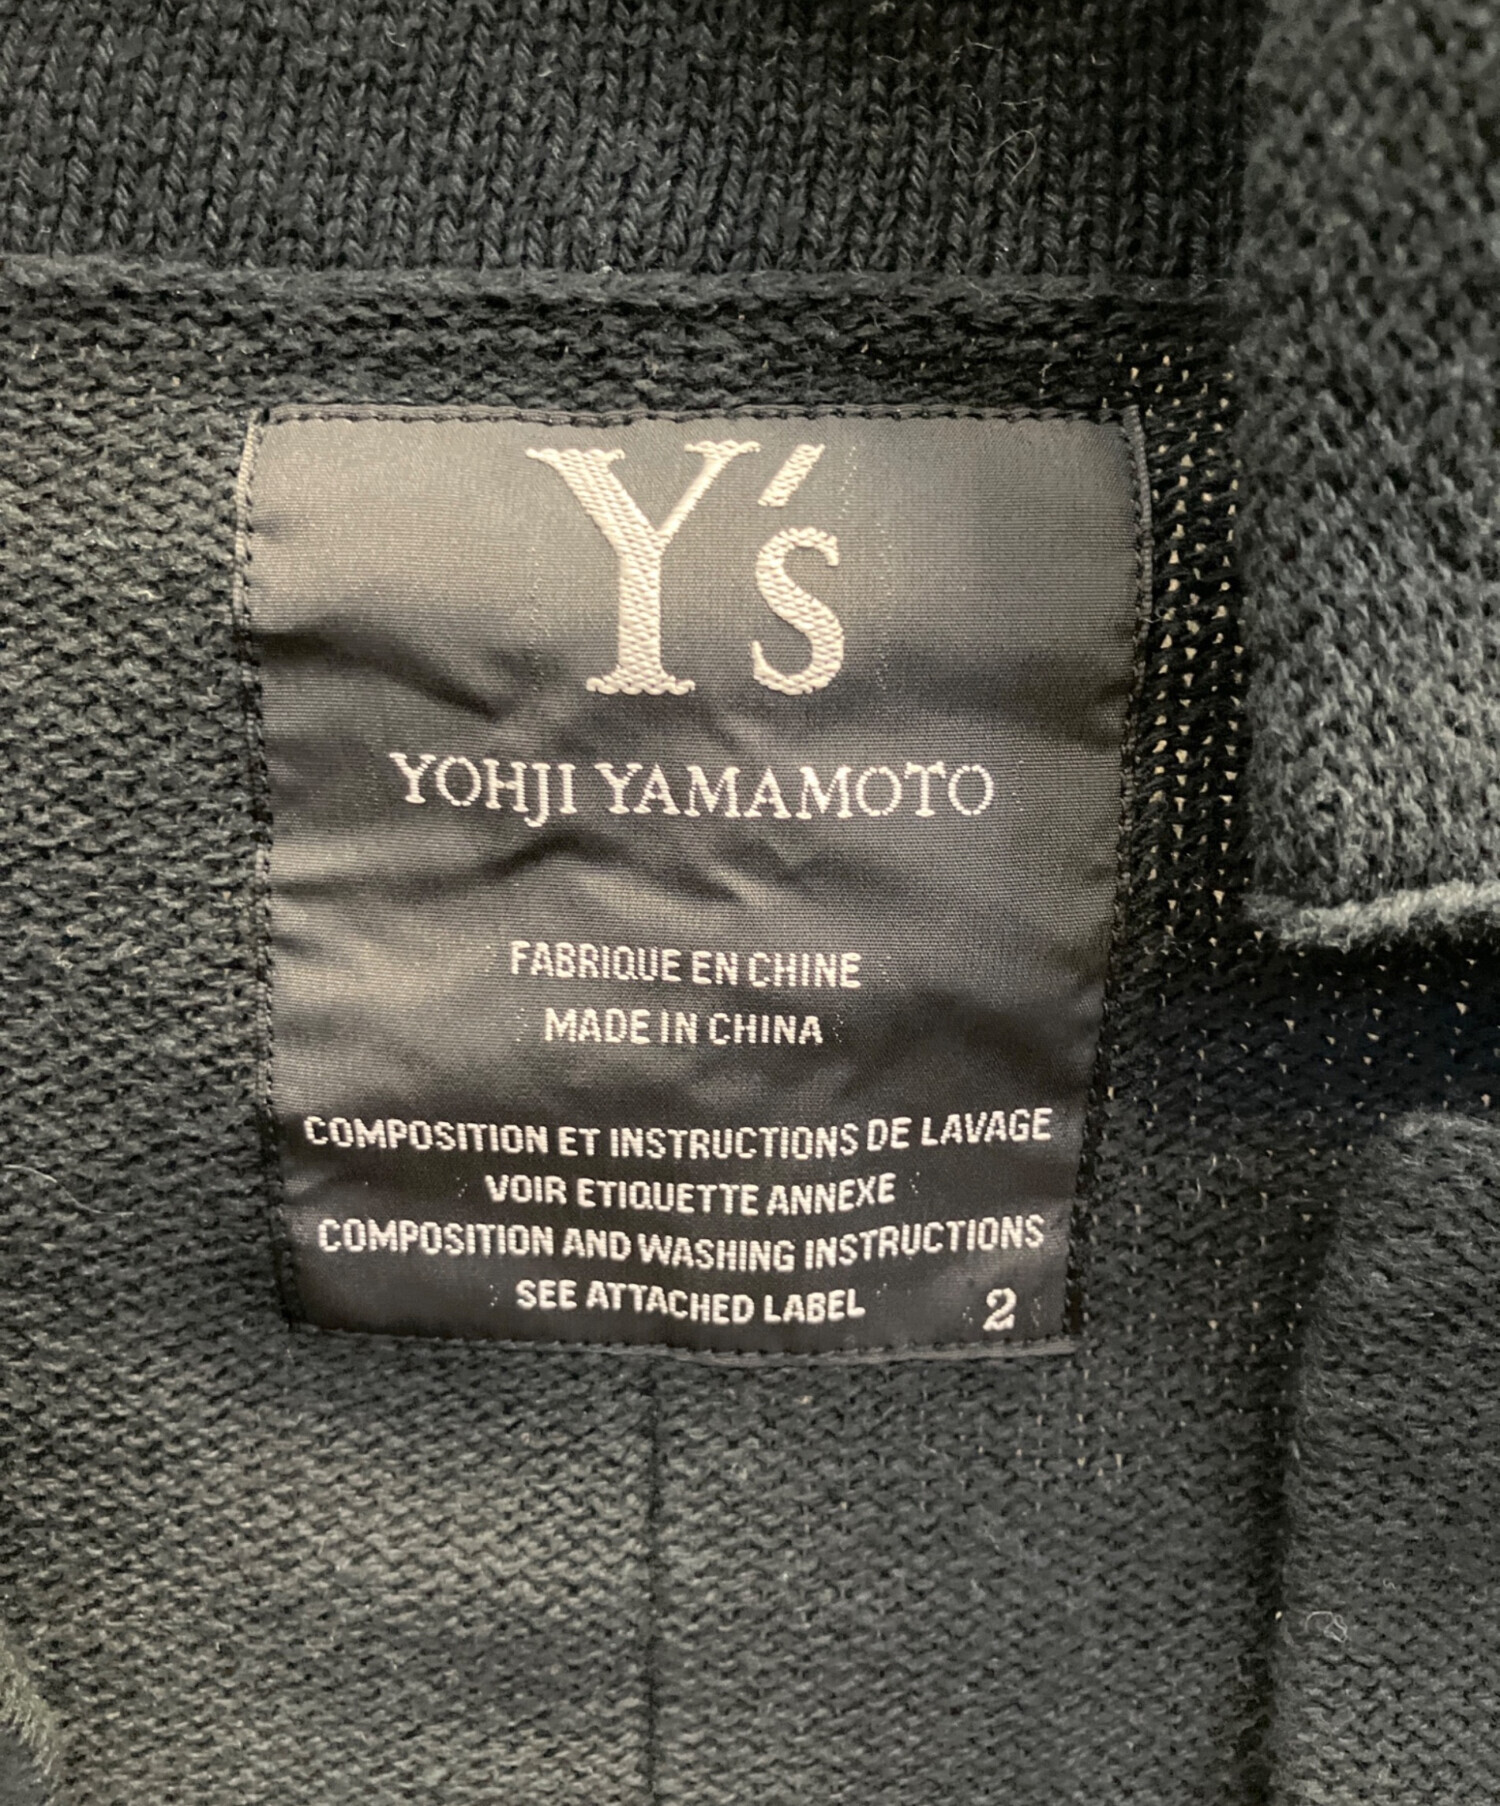 Y's
YOHJI YAMAMOTO
FABRIQUE EN CHINE
MADE IN CHINA
COMPOSITION ET INSTRUCTIONS DE LAVAGE
VOIR ETIQUETTE ANNEXE
COMPOSITION AND WASHING INSTRUCTIONS
SEE ATTACHED LABEL 2